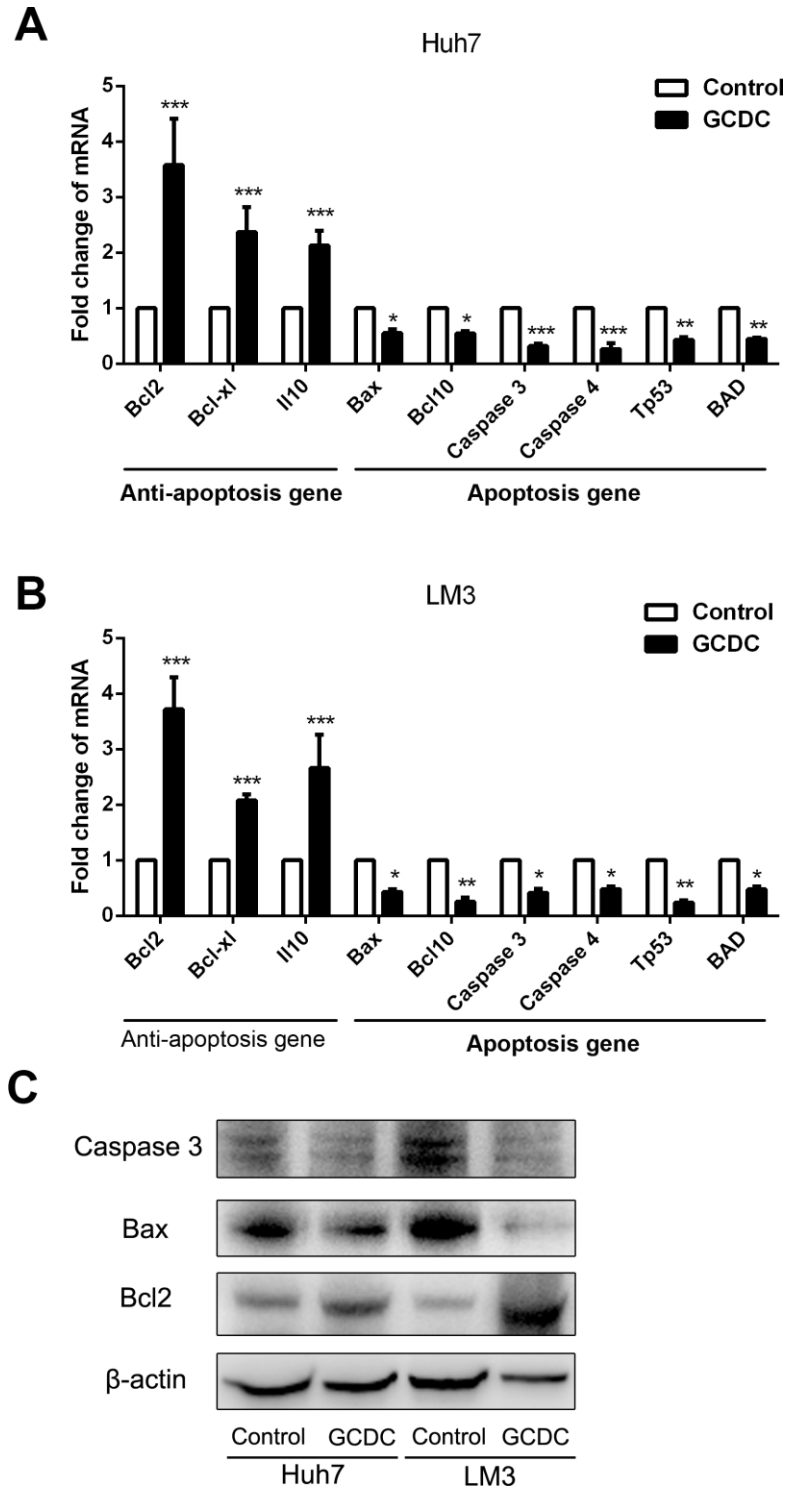 A
Huh7
Control
GCDC
Fold change of mRNA
5
4
3
2
1
0
***
***
***
*
*
***
***
**
**
Bcl2
Bcl-xl
Il10
Bax
Bcl10
Caspase 3
Caspase 4
Tp53
BAD
Anti-apoptosis gene
Apoptosis gene
B
LM3
Control
GCDC
Fold change of mRNA
5
4
3
2
1
0
***
***
***
*
**
*
*
**
*
Bcl2
Bcl-xl
Il10
Bax
Bcl10
Caspase 3
Caspase 4
Tp53
BAD
Anti-apoptosis gene
Apoptosis gene
C
Caspase 3
Bax
Bcl2
β-actin
Control GCDC Control GCDC
Huh7 LM3